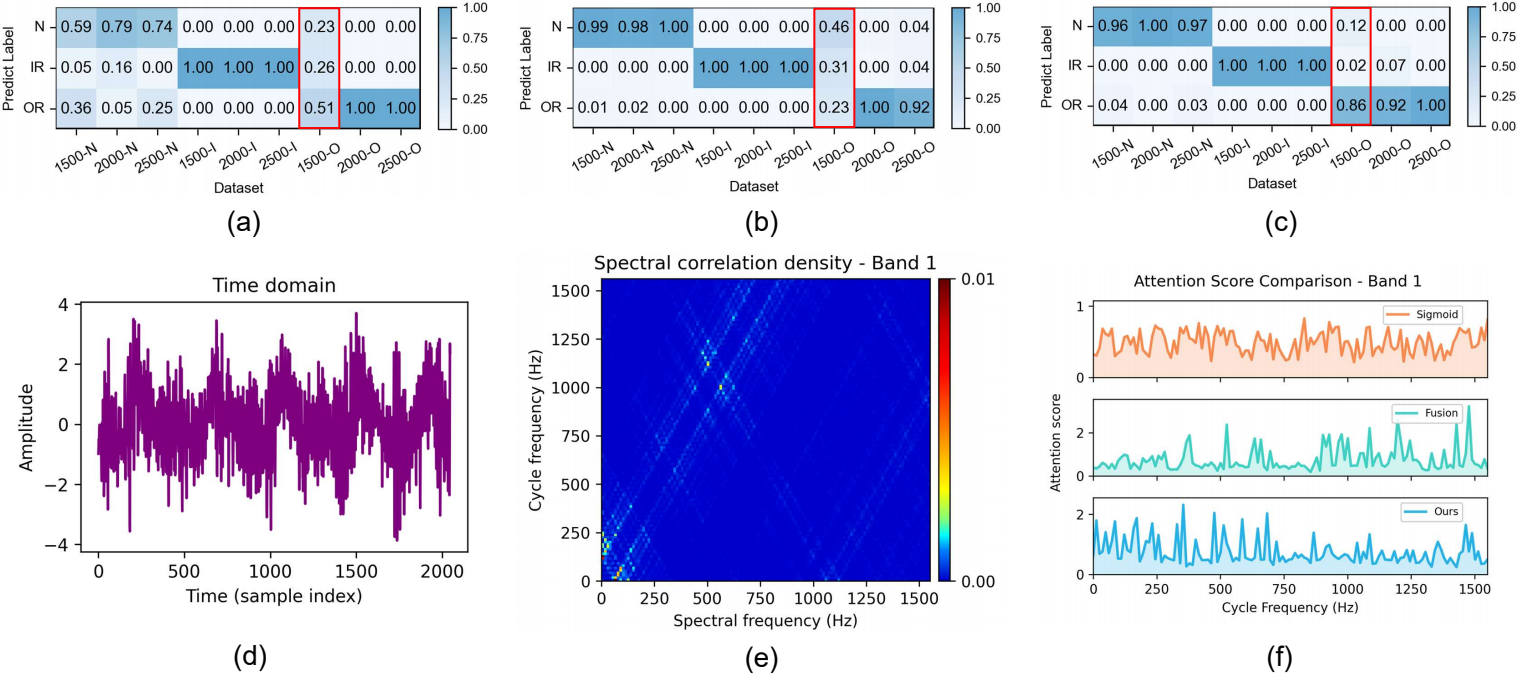 N 0.59 0.79 0.74 0.00 0.00 0.00 0.23 0.00 0.00
IR 0.05 0.16 0.00 1.00 1.00 1.00 0.26 0.00 0.00
OR 0.36 0.05 0.25 0.00 0.00 0.00 0.51 1.00 1.00
Predict Label
1500-N 2000-N 2500-N 1500-I 2000-I 2500-I 1500-O 2000-O 2500-O
Dataset
1.00
0.75
0.50
0.25
0.00
(a)
N 0.99 0.98 1.00 0.00 0.00 0.00 0.46 0.00 0.04
IR 0.00 0.00 0.00 1.00 1.00 1.00 0.31 0.00 0.04
OR 0.01 0.02 0.00 0.00 0.00 0.00 0.23 1.00 0.92
Predict Label
1500-N 2000-N 2500-N 1500-I 2000-I 2500-I 1500-O 2000-O 2500-O
Dataset
1.00
0.75
0.50
0.25
0.00
(b)
N 0.96 1.00 0.97 0.00 0.00 0.00 0.12 0.00 0.00
IR 0.00 0.00 0.00 1.00 1.00 1.00 0.02 0.07 0.00
OR 0.04 0.00 0.03 0.00 0.00 0.00 0.86 0.92 1.00
Predict Label
1500-N 2000-N 2500-N 1500-I 2000-I 2500-I 1500-O 2000-O 2500-O
Dataset
1.00
0.75
0.50
0.25
0.00
(c)
Time domain
Amplitude
4
2
0
−2
−4
0 500 1000 1500 2000
Time (sample index)
(d)
Spectral correlation density - Band 1
Cycle frequency (Hz)
1500
1250
1000
750
500
250
0
0 250 500 750 1000 1250 1500
Spectral frequency (Hz)
0.01
0.00
(e)
Attention Score Comparison - Band 1
Attention score
1
0
Sigmoid
2
0
Fusion
2
0
Ours
0 250 500 750 1000 1250 1500
Cycle Frequency (Hz)
(f)